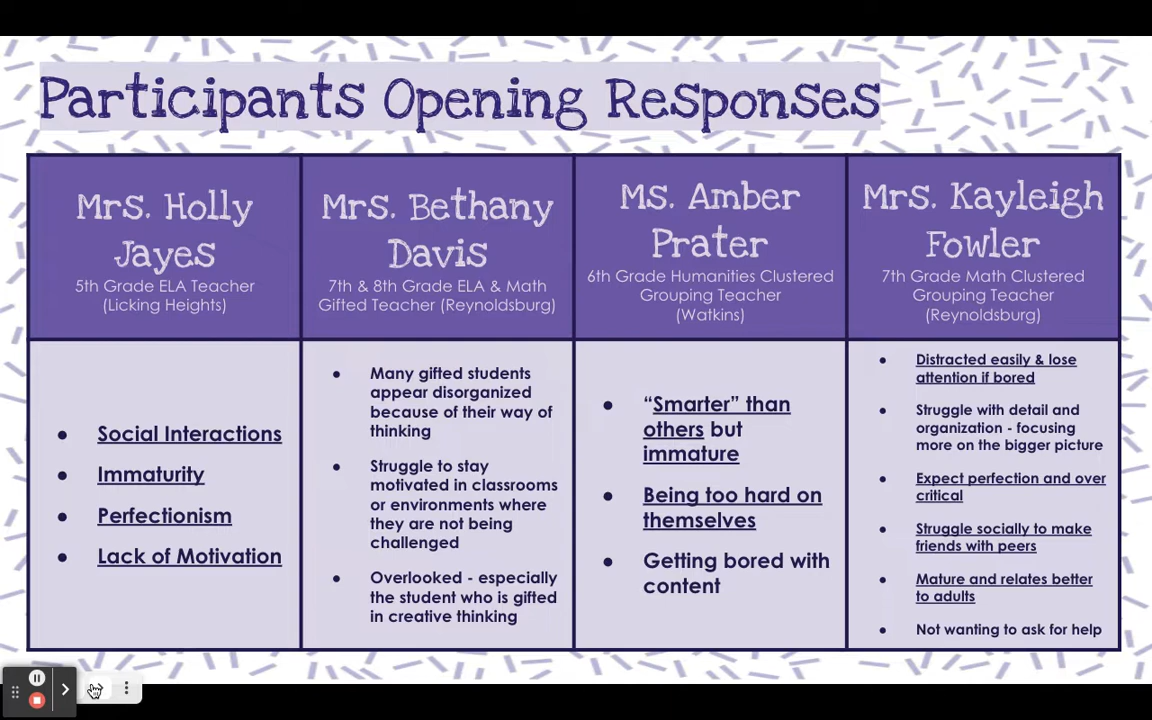 Participants Opening Responses
Mrs. Holly
Jayes
5th Grade ELA Teacher
(Licking Heights)
Mrs. Bethany
Davis
7th & 8th Grade ELA & Math
Gifted Teacher (Reynoldsburg)
Ms. Amber
Prater
6th Grade Humanities Clustered
Grouping Teacher
(Watkins)
Mrs. Kayleigh
Fowler
7th Grade Math Clustered
Grouping Teacher
(Reynoldsburg)
● Social Interactions
● Immaturity
● Perfectionism
● Lack of Motivation
● Many gifted students
appear disorganized
because of their way of
thinking
● Struggle to stay
motivated in classrooms
or environments where
they are not being
challenged
● Overlooked - especially
the student who is gifted
in creative thinking
● “Smarter” than
others but
immature
● Being too hard on
themselves
● Getting bored with
content
● Distracted easily & lose
attention if bored
● Struggle with detail and
organization - focusing
more on the bigger picture
● Expect perfection and over
critical
● Struggle socially to make
friends with peers
● Mature and relates better
to adults
● Not wanting to ask for help